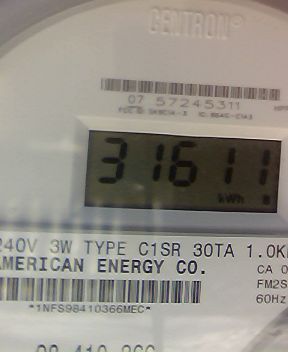 CENTRON®
07 57245311
31611
kWh
240V 3W TYPE C1SR 30TA 1.0K
AMERICAN ENERGY CO.
CA 0
FM2S
*1NFS98410366MEC*
60Hz